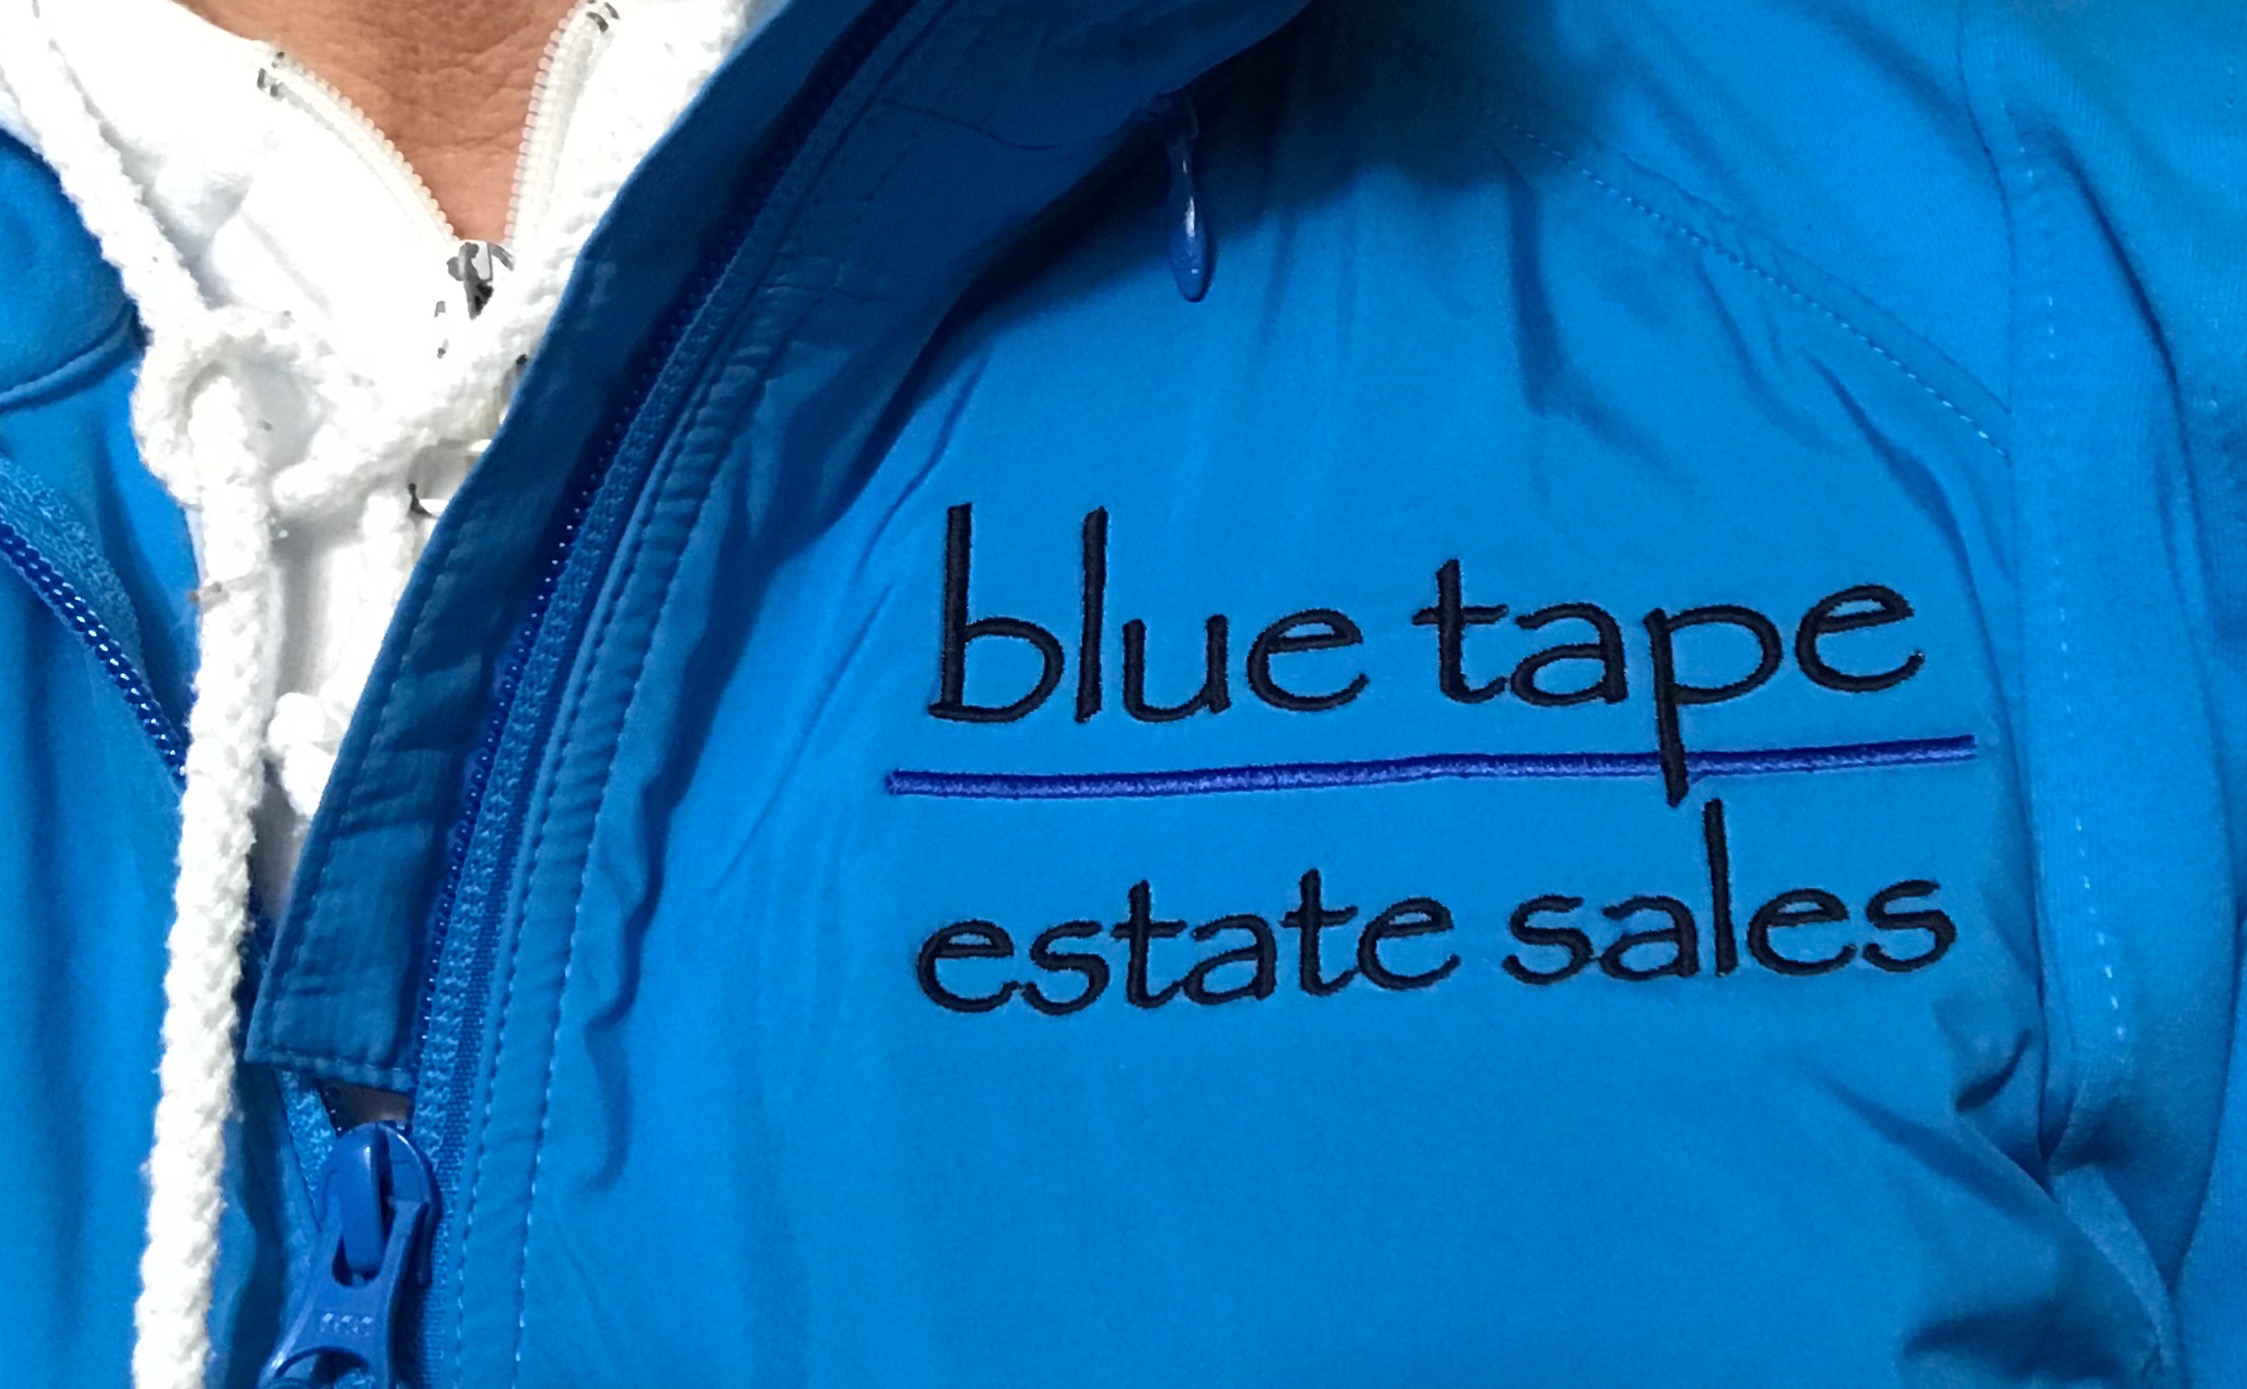 blue tape
estate sales